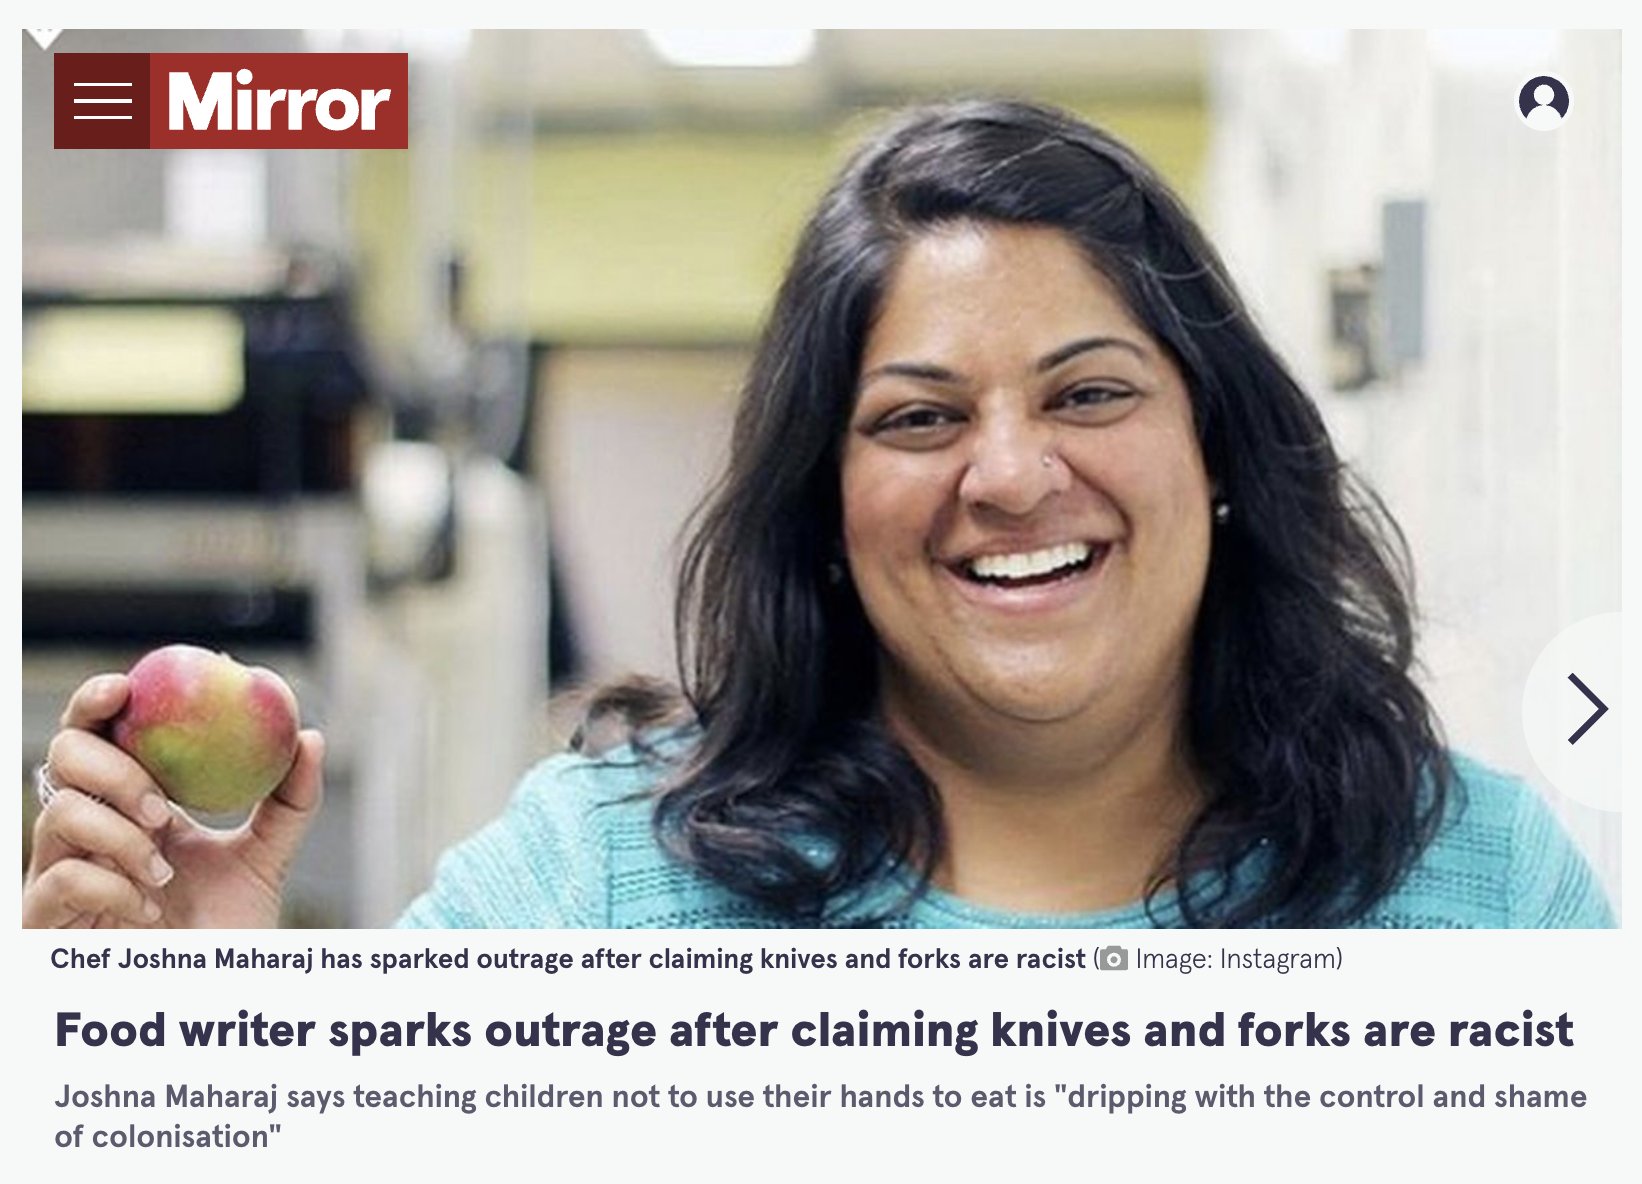 Mirror
Chef Joshna Maharaj has sparked outrage after claiming knives and forks are racist (Image: Instagram)
Food writer sparks outrage after claiming knives and forks are racist
Joshna Maharaj says teaching children not to use their hands to eat is "dripping with the control and shame
of colonisation"